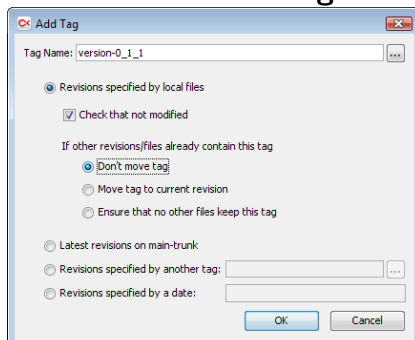 Add Tag
Tag Name: version-0_1_1 ...
Revisions specified by local files
Check that not modified
If other revisions/files already contain this tag
Don't move tag
Move tag to current revision
Ensure that no other files keep this tag
Latest revisions on main-trunk
Revisions specified by another tag: ...
Revisions specified by a date:
OK Cancel